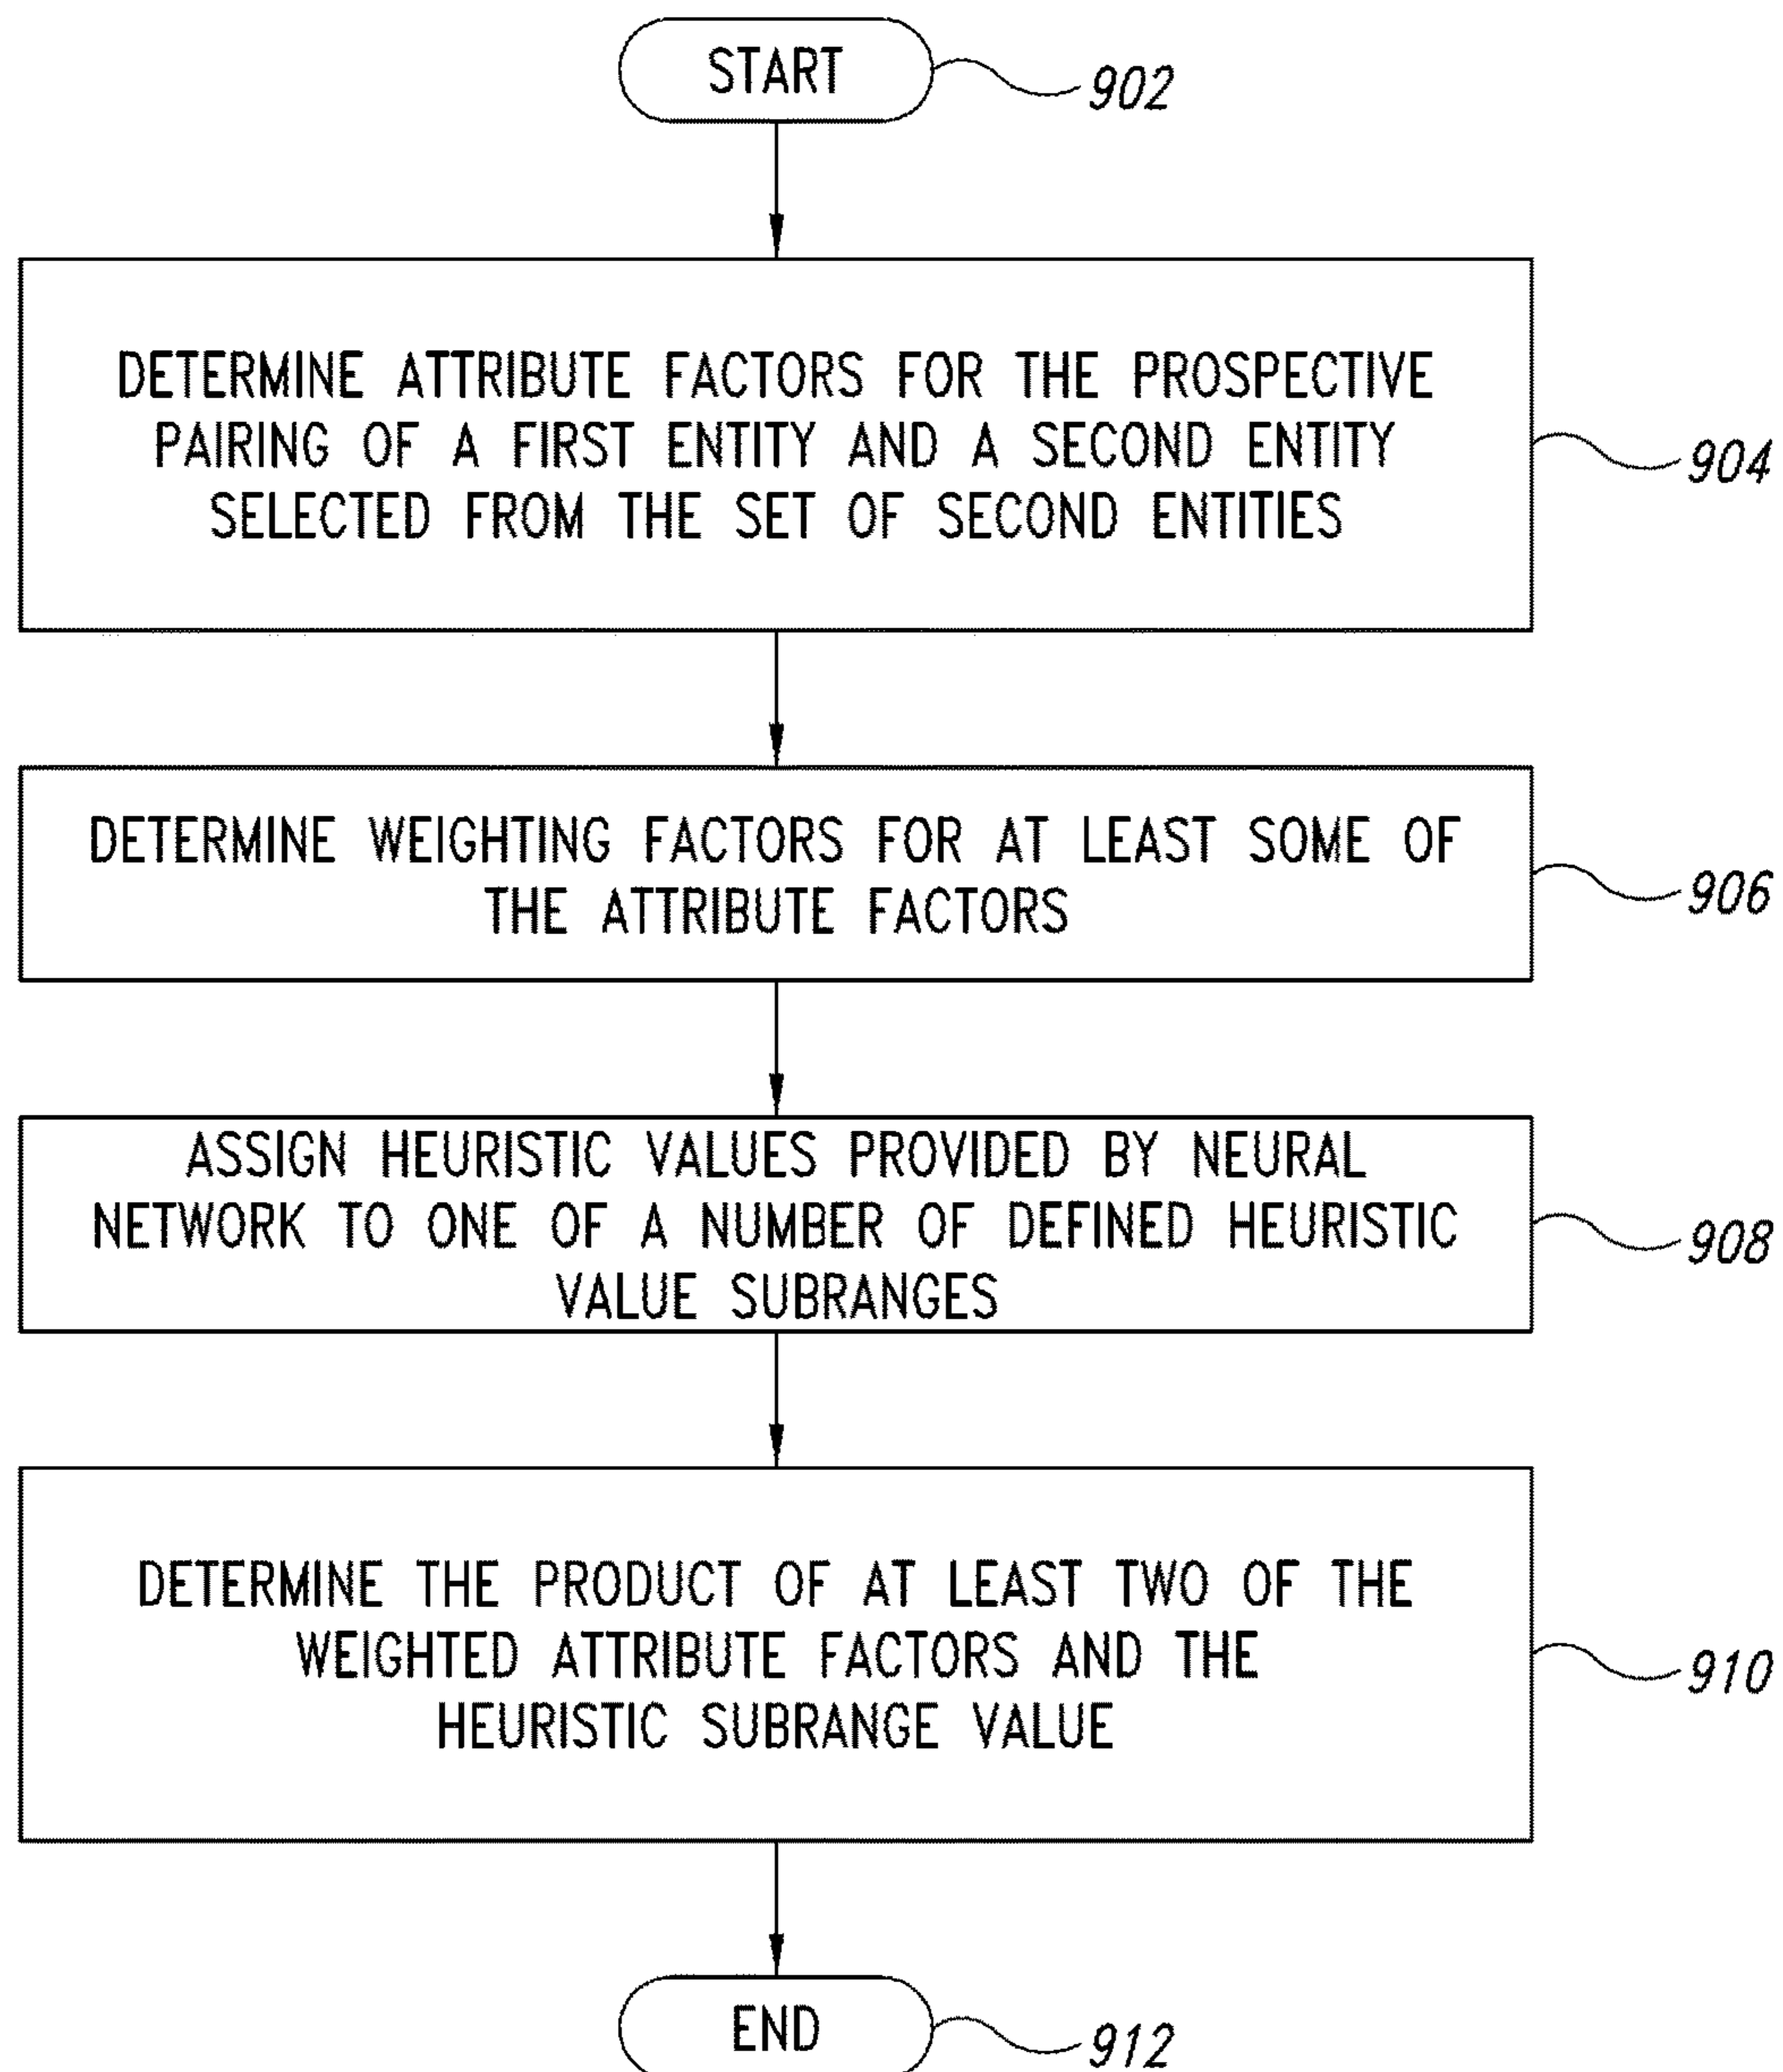 START
902
DETERMINE ATTRIBUTE FACTORS FOR THE PROSPECTIVE
PAIRING OF A FIRST ENTITY AND A SECOND ENTITY
SELECTED FROM THE SET OF SECOND ENTITIES
904
DETERMINE WEIGHTING FACTORS FOR AT LEAST SOME OF
THE ATTRIBUTE FACTORS
906
ASSIGN HEURISTIC VALUES PROVIDED BY NEURAL
NETWORK TO ONE OF A NUMBER OF DEFINED HEURISTIC
VALUE SUBRANGES
908
DETERMINE THE PRODUCT OF AT LEAST TWO OF THE
WEIGHTED ATTRIBUTE FACTORS AND THE
HEURISTIC SUBRANGE VALUE
910
END
912